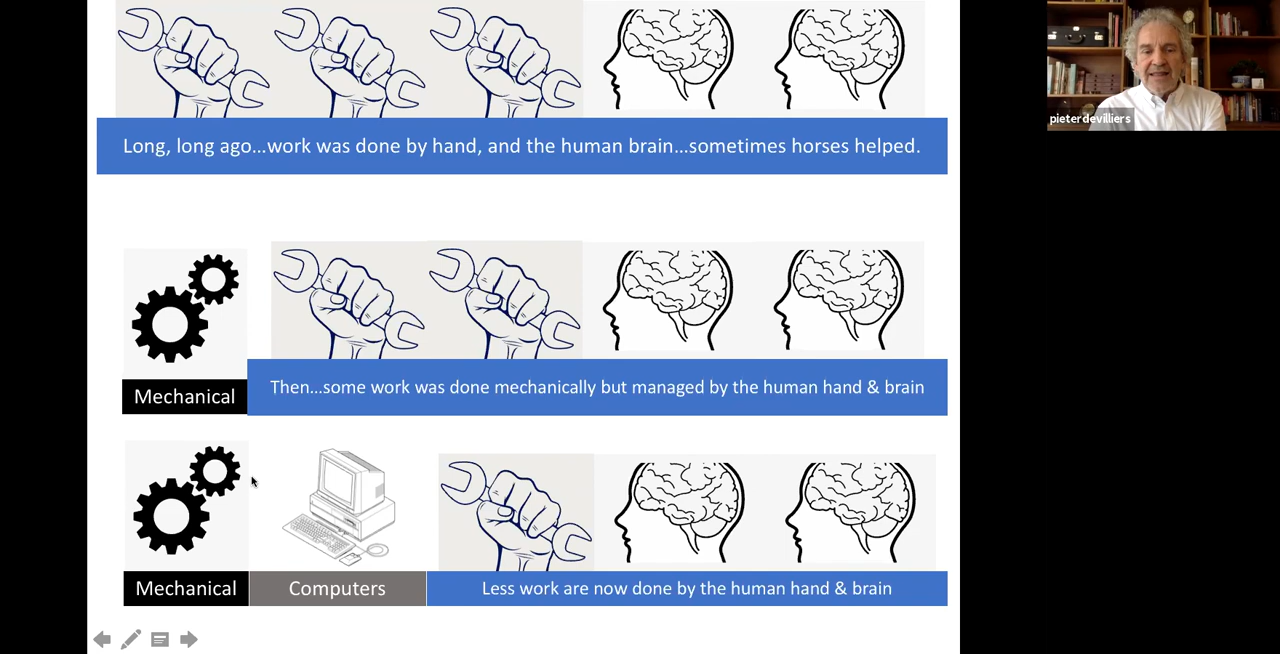 pieterdevilliers
Long, long ago...work was done by hand, and the human brain...sometimes horses helped.
Mechanical
Then...some work was done mechanically but managed by the human hand & brain
Mechanical
Computers
Less work are now done by the human hand & brain